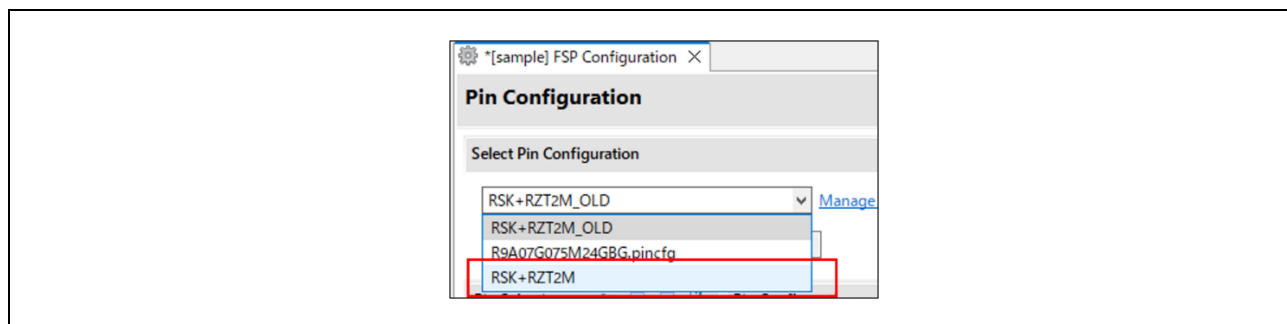 *[sample] FSP Configuration
Pin Configuration
Select Pin Configuration
RSK+RZT2M_OLD
Manage
RSK+RZT2M_OLD
R9A07G075M24GBG.pincfg
RSK+RZT2M